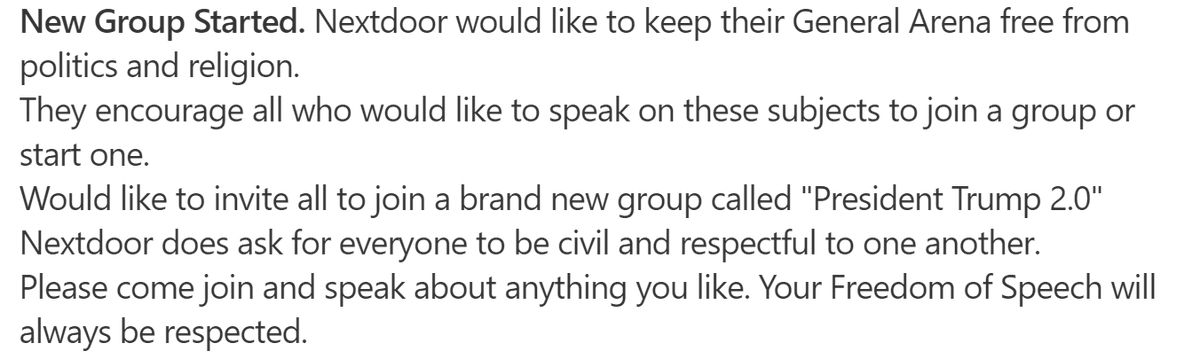 New Group Started. Nextdoor would like to keep their General Arena free from
politics and religion.
They encourage all who would like to speak on these subjects to join a group or
start one.
Would like to invite all to join a brand new group called "President Trump 2.0"
Nextdoor does ask for everyone to be civil and respectful to one another.
Please come join and speak about anything you like. Your Freedom of Speech will
always be respected.